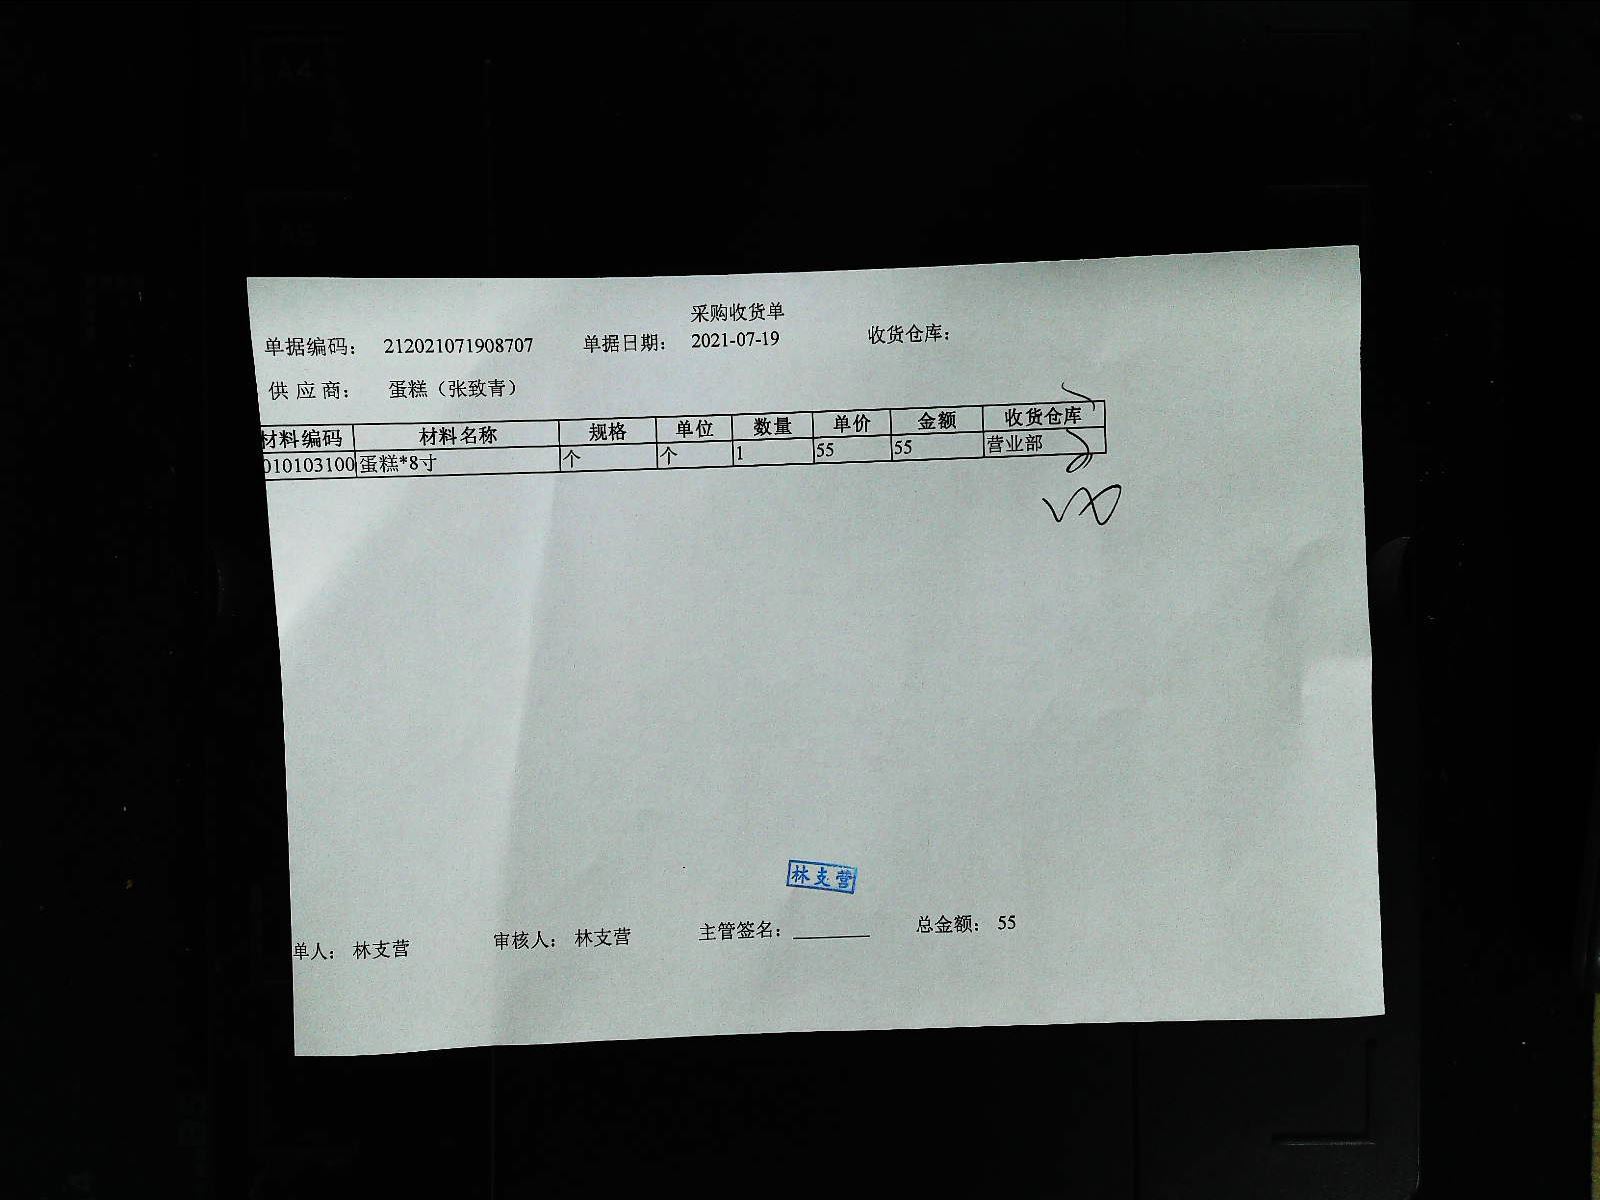 采购收货单
单据编码： 212021071908707 单据日期： 2021-07-19 收货仓库：
供 应 商： 蛋糕（张致青）
材料编码 材料名称 规格 单位 数量 单价 金额 收货仓库
010103100 蛋糕*8寸 个 个 1 55 55 营业部
林支营
单人： 林支营 审核人： 林支营 主管签名： 总金额： 55